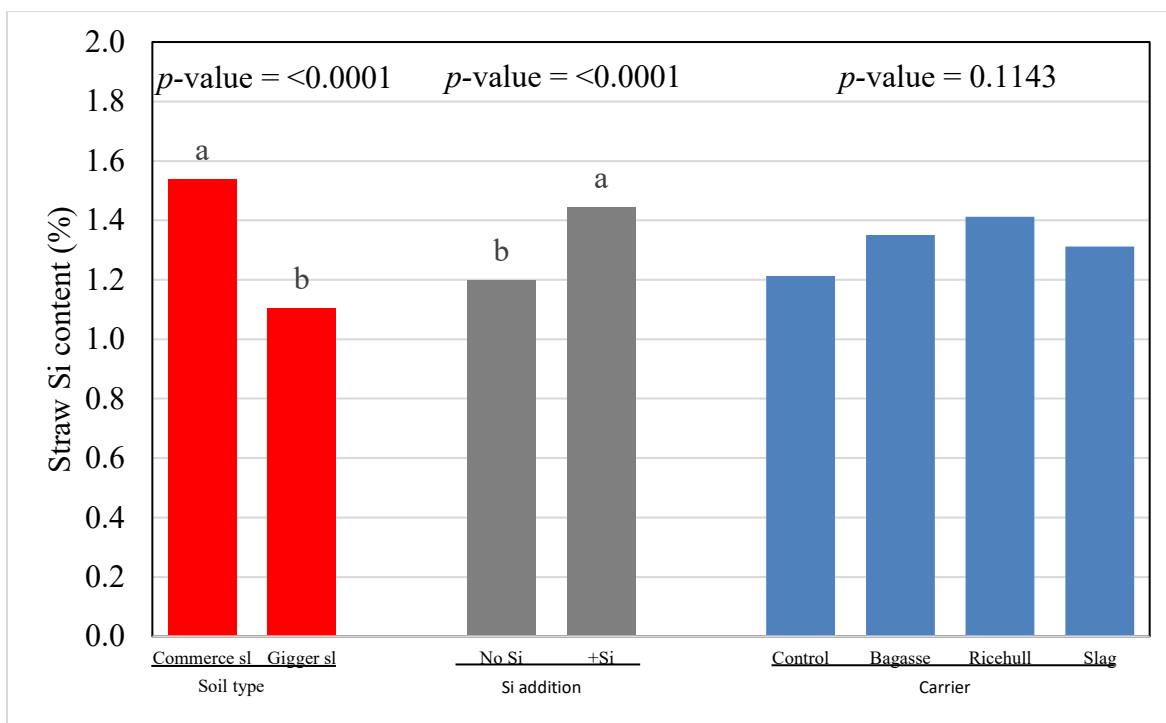 2.0
p-value = <0.0001 p-value = <0.0001 p-value = 0.1143
1.8
a a
1.6
1.4
b b
1.2
1.0
0.8
0.6
0.4
0.2
0.0
Straw Si content (%)
Commerce sl Gigger sl No Si +Si Control Bagasse Ricehull Slag
Soil type Si addition Carrier